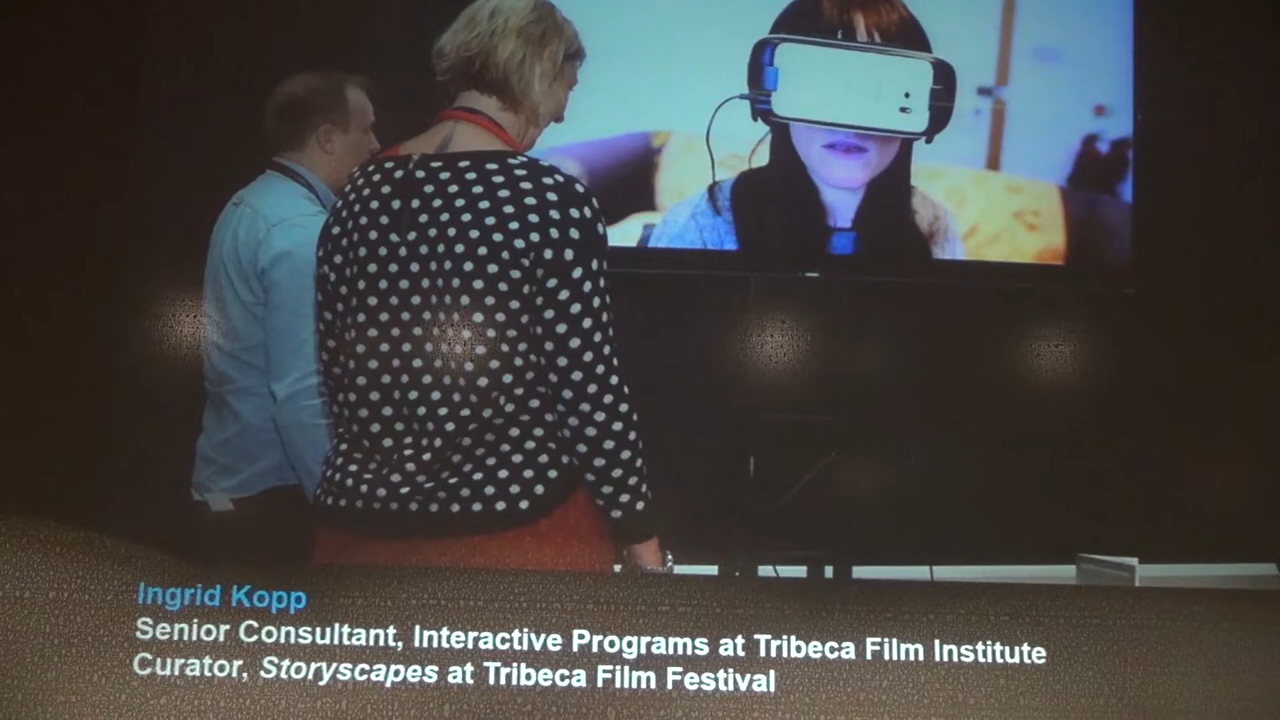 Ingrid Kopp
Senior Consultant, Interactive Programs at Tribeca Film Institute
Curator, Storyscapes at Tribeca Film Festival